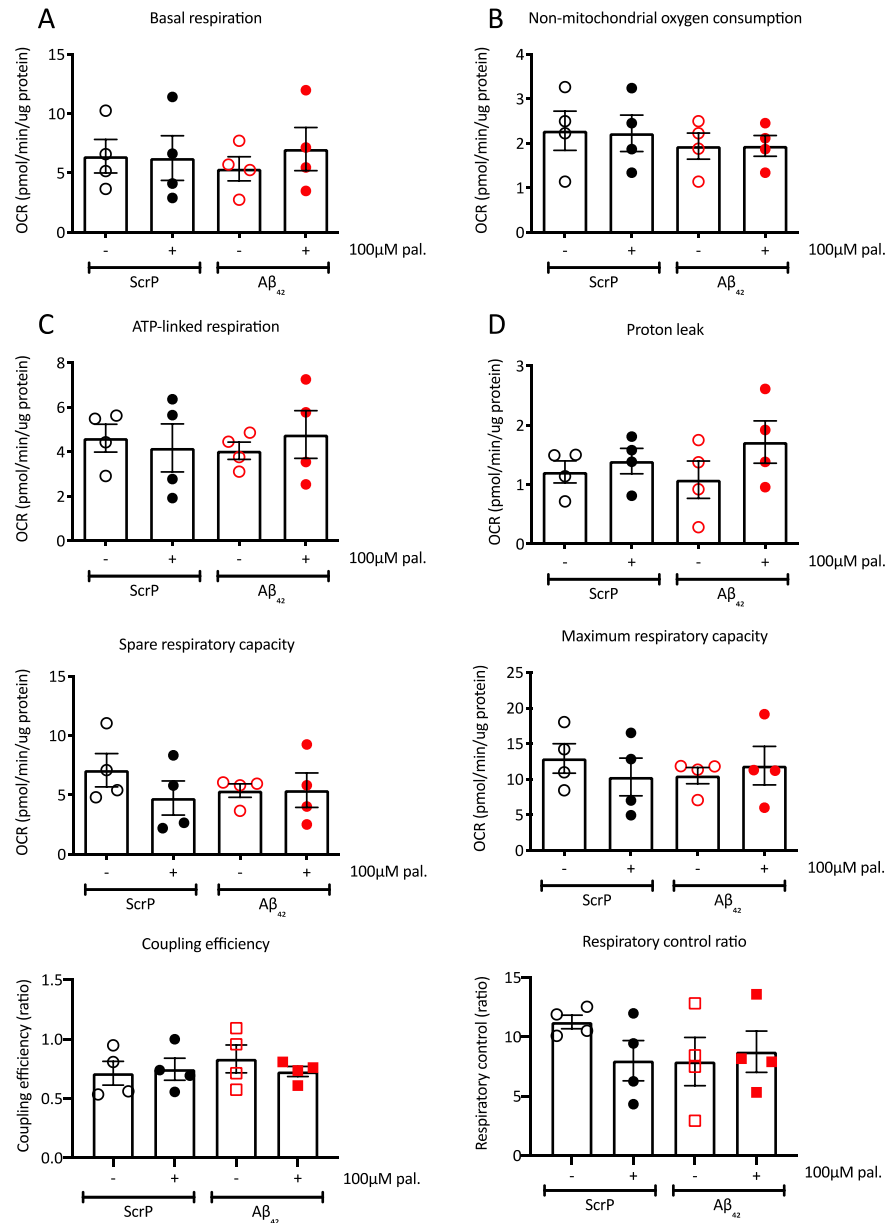 A
Basal respiration
OCR (pmol/min/ug protein)
15
10
5
0
- + - + 100μM pal.
ScrP Aβ42
B
Non-mitochondrial oxygen consumption
OCR (pmol/min/ug protein)
4
3
2
1
0
- + - + 100μM pal.
ScrP Aβ42
C
ATP-linked respiration
OCR (pmol/min/ug protein)
8
6
4
2
0
- + - + 100μM pal.
ScrP Aβ42
D
Proton leak
OCR (pmol/min/ug protein)
3
2
1
0
- + - + 100μM pal.
ScrP Aβ42
Spare respiratory capacity
OCR (pmol/min/ug protein)
15
10
5
0
- + - + 100μM pal.
ScrP Aβ42
Maximum respiratory capacity
OCR (pmol/min/ug protein)
25
20
15
10
5
0
- + - + 100μM pal.
ScrP Aβ42
Coupling efficiency
Coupling efficiency (ratio)
1.5
1.0
0.5
0.0
- + - + 100μM pal.
ScrP Aβ42
Respiratory control ratio
Respiratory control (ratio)
15
10
5
0
- + - + 100μM pal.
ScrP Aβ42